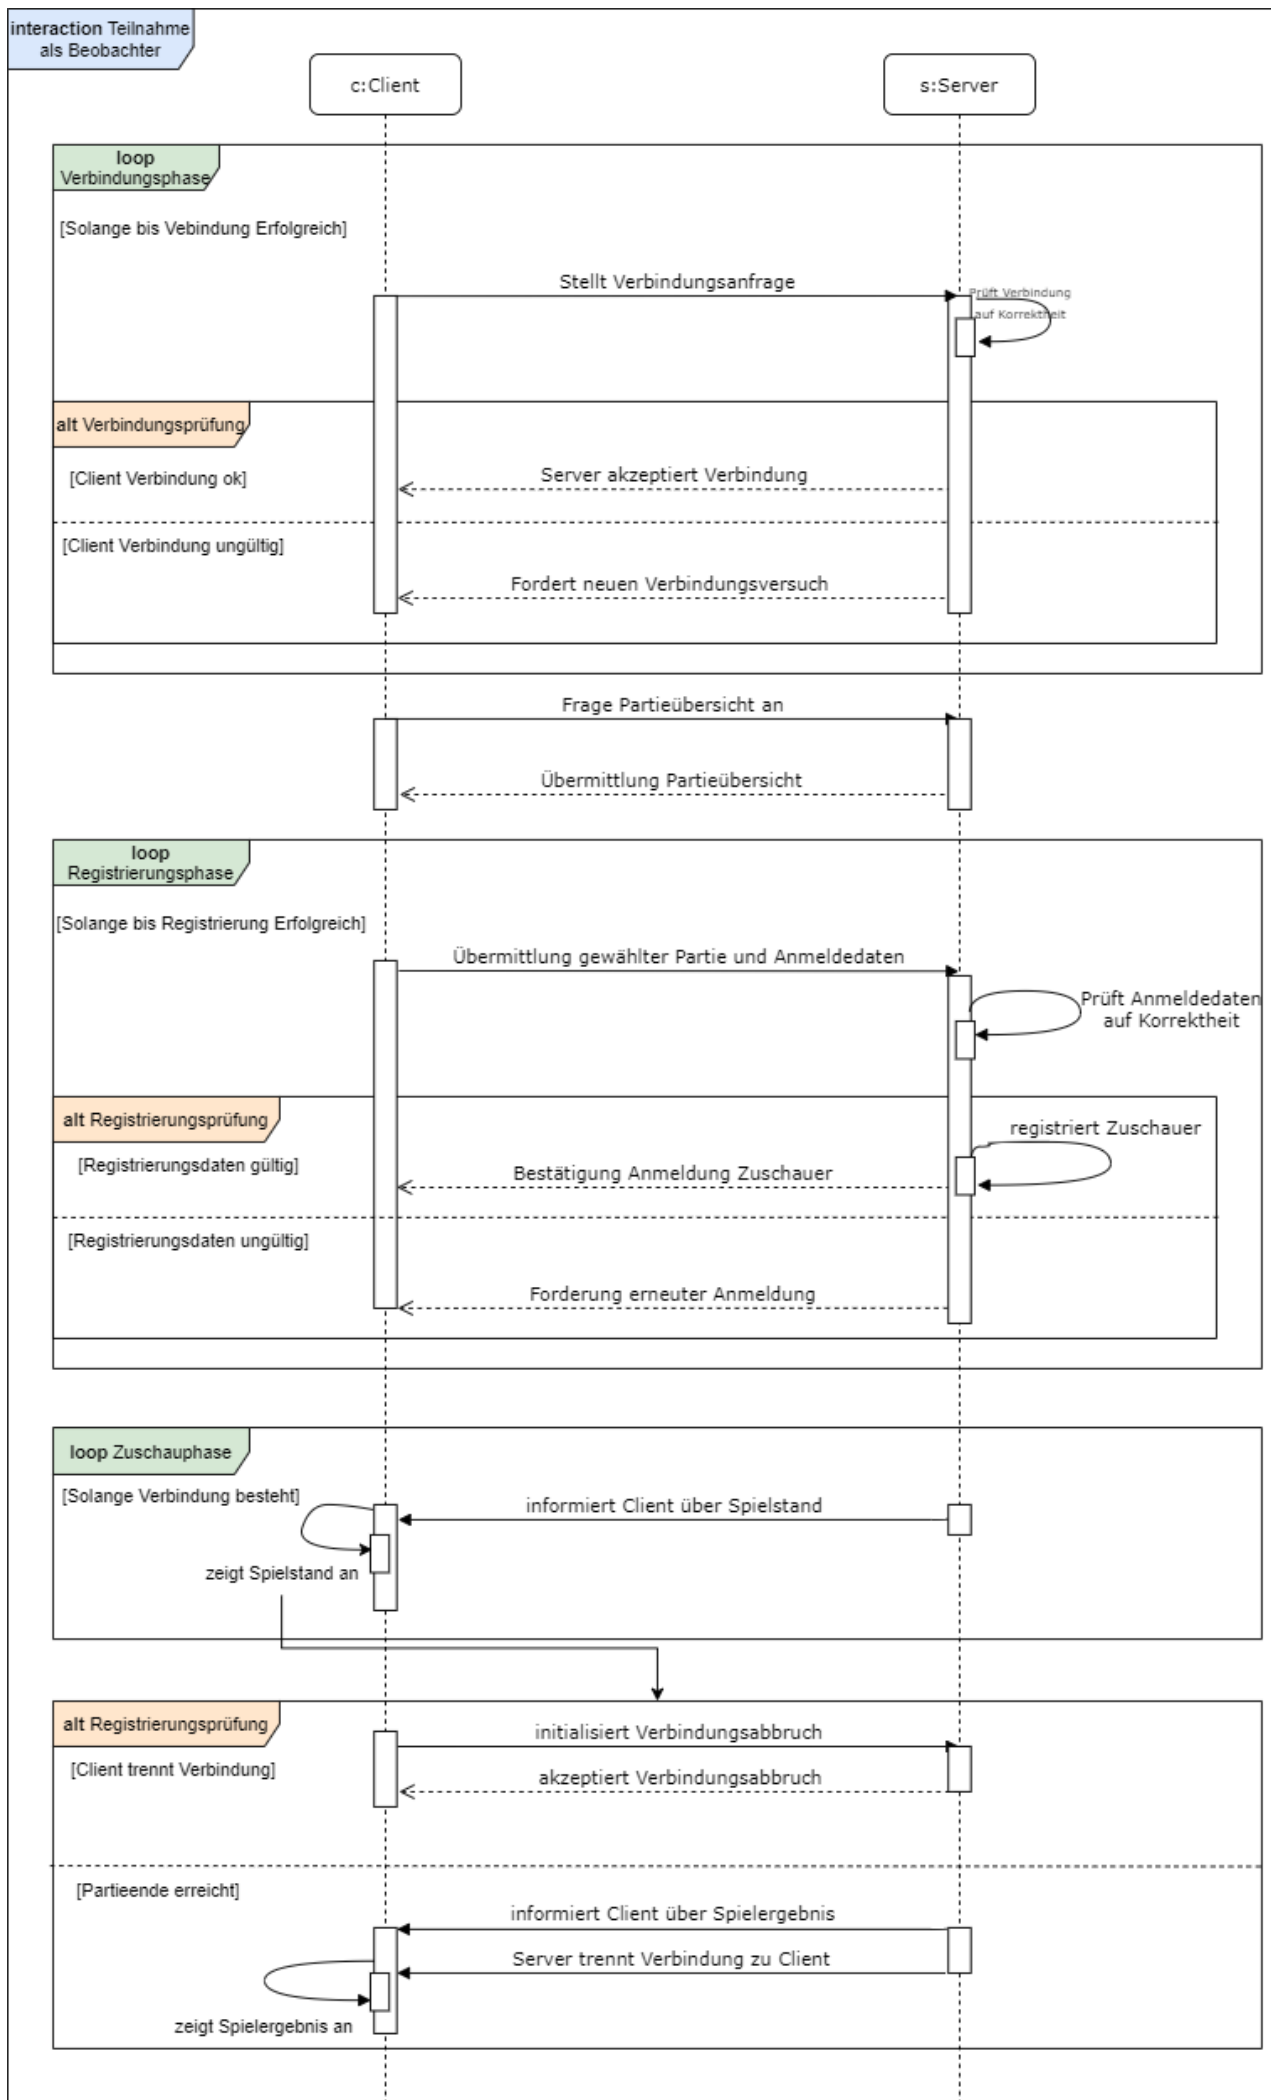 interaction Teilnahme
als Beobachter
c:Client
s:Server
loop
Verbindungsphase
[Solange bis Vebindung Erfolgreich]
Stellt Verbindungsanfrage
Prüft Verbindung
auf Korrektheit
alt Verbindungsprüfung
[Client Verbindung ok]
Server akzeptiert Verbindung
[Client Verbindung ungültig]
Fordert neuen Verbindungsversuch
Frage Partieübersicht an
Übermittlung Partieübersicht
loop
Registrierungsphase
[Solange bis Registrierung Erfolgreich]
Übermittlung gewählter Partie und Anmeldedaten
Prüft Anmeldedaten
auf Korrektheit
alt Registrierungsprüfung
registriert Zuschauer
[Registrierungsdaten gültig]
Bestätigung Anmeldung Zuschauer
[Registrierungsdaten ungültig]
Forderung erneuter Anmeldung
loop Zuschauphase
[Solange Verbindung besteht]
informiert Client über Spielstand
zeigt Spielstand an
alt Registrierungsprüfung
initialisiert Verbindungsabbruch
[Client trennt Verbindung]
akzeptiert Verbindungsabbruch
[Partieende erreicht]
informiert Client über Spielergebnis
Server trennt Verbindung zu Client
zeigt Spielergebnis an